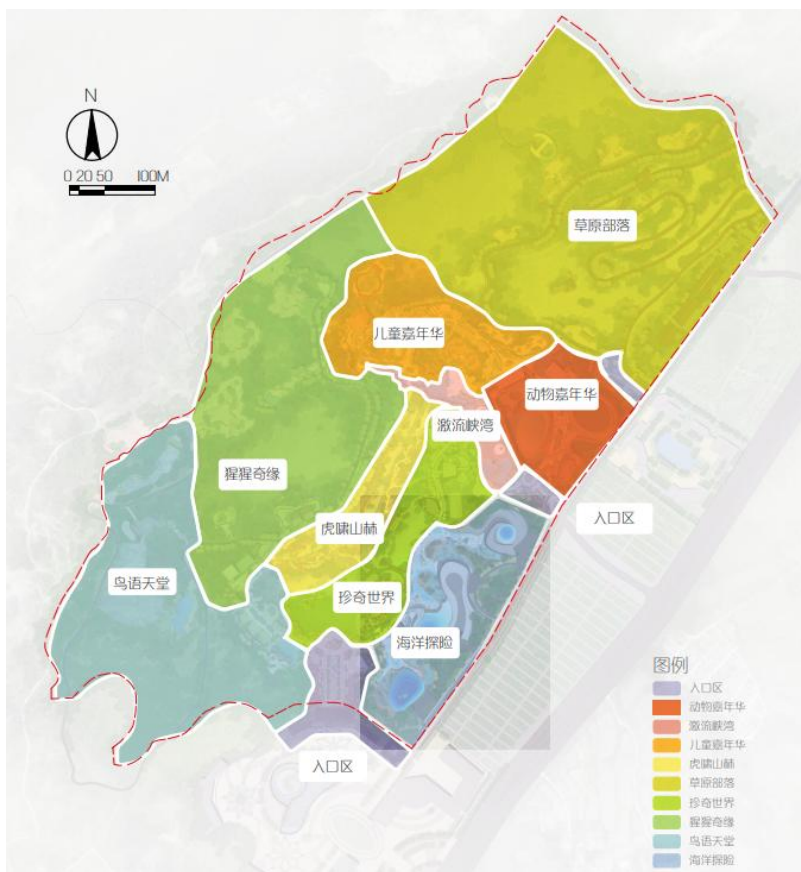 N
0 20 50 100M
草原部落
儿童嘉年华
动物嘉年华
激流峡湾
猩猩奇缘
入口区
虎啸山林
鸟语天堂
珍奇世界
海洋探险
入口区
图例
入口区
动物嘉年华
激流峡湾
儿童嘉年华
虎啸山林
草原部落
珍奇世界
猩猩奇缘
鸟语天堂
海洋探险